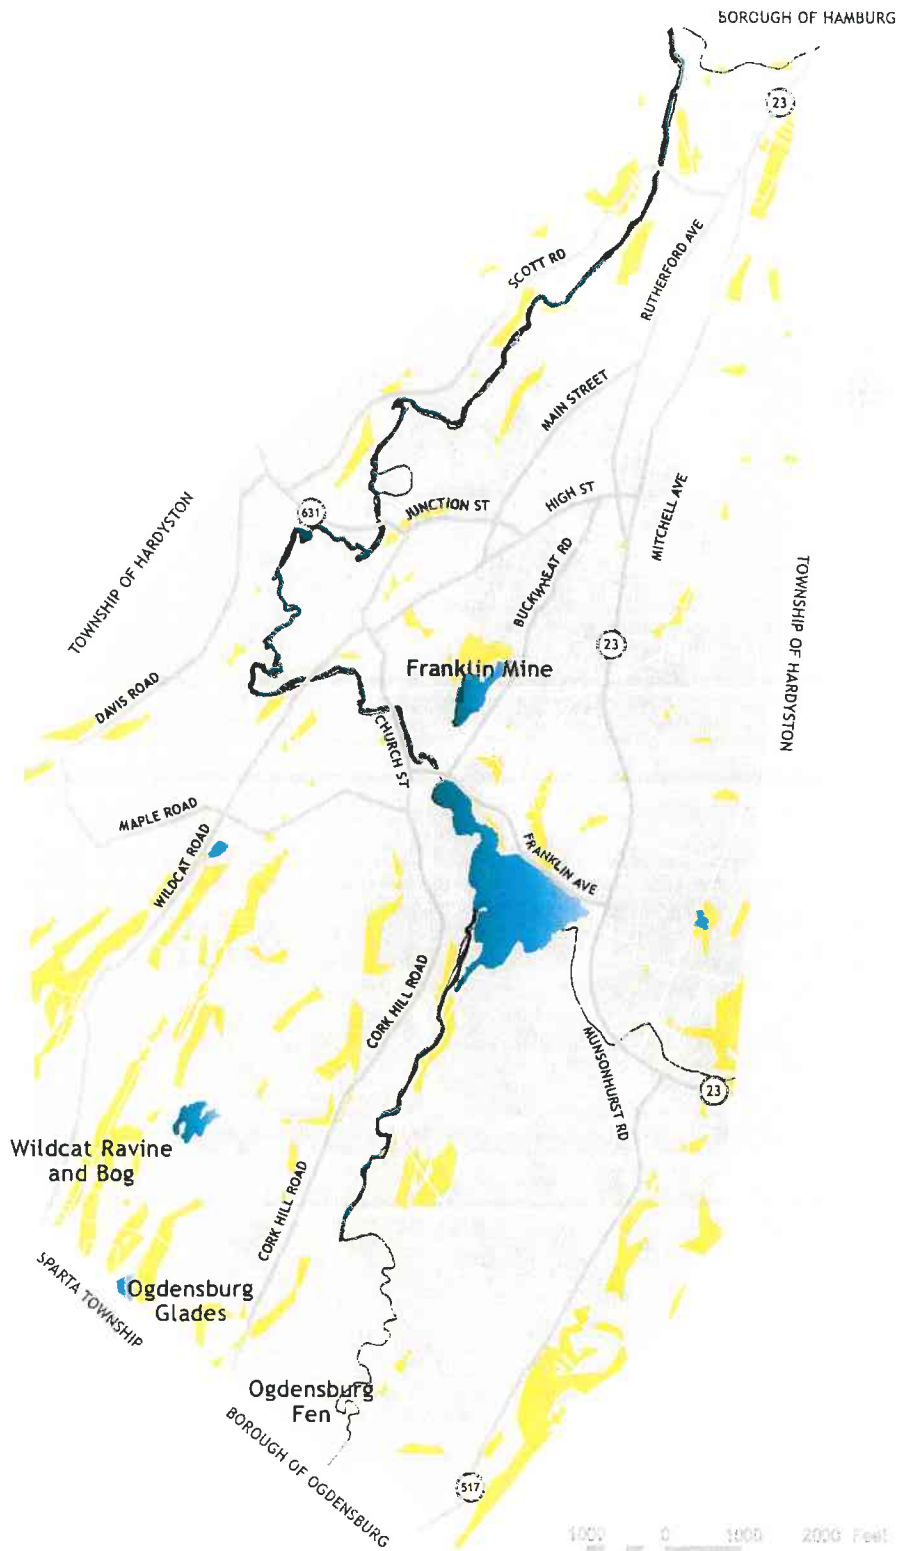 BOROUGH OF HAMBURG
23
SCOTT RD
RUTHERFORD AVE
MAIN STREET
TOWNSHIP OF HARDYSTON
631
JUNCTION ST
HIGH ST
MITCHELL AVE
BUCKWHEAT RD
TOWNSHIP OF HARDYSTON
23
Franklin Mine
DAVIS ROAD
CHURCH ST
MAPLE ROAD
WILDCAT ROAD
FRANKLIN AVE
CORK HILL ROAD
MUNSONHURST RD
23
Wildcat Ravine
and Bog
CORK HILL ROAD
SPARTA TOWNSHIP
Ogdensburg
Glades
Ogdensburg
Fen
BOROUGH OF OGDENSBURG
517
1000 0 1000 2000 Feet